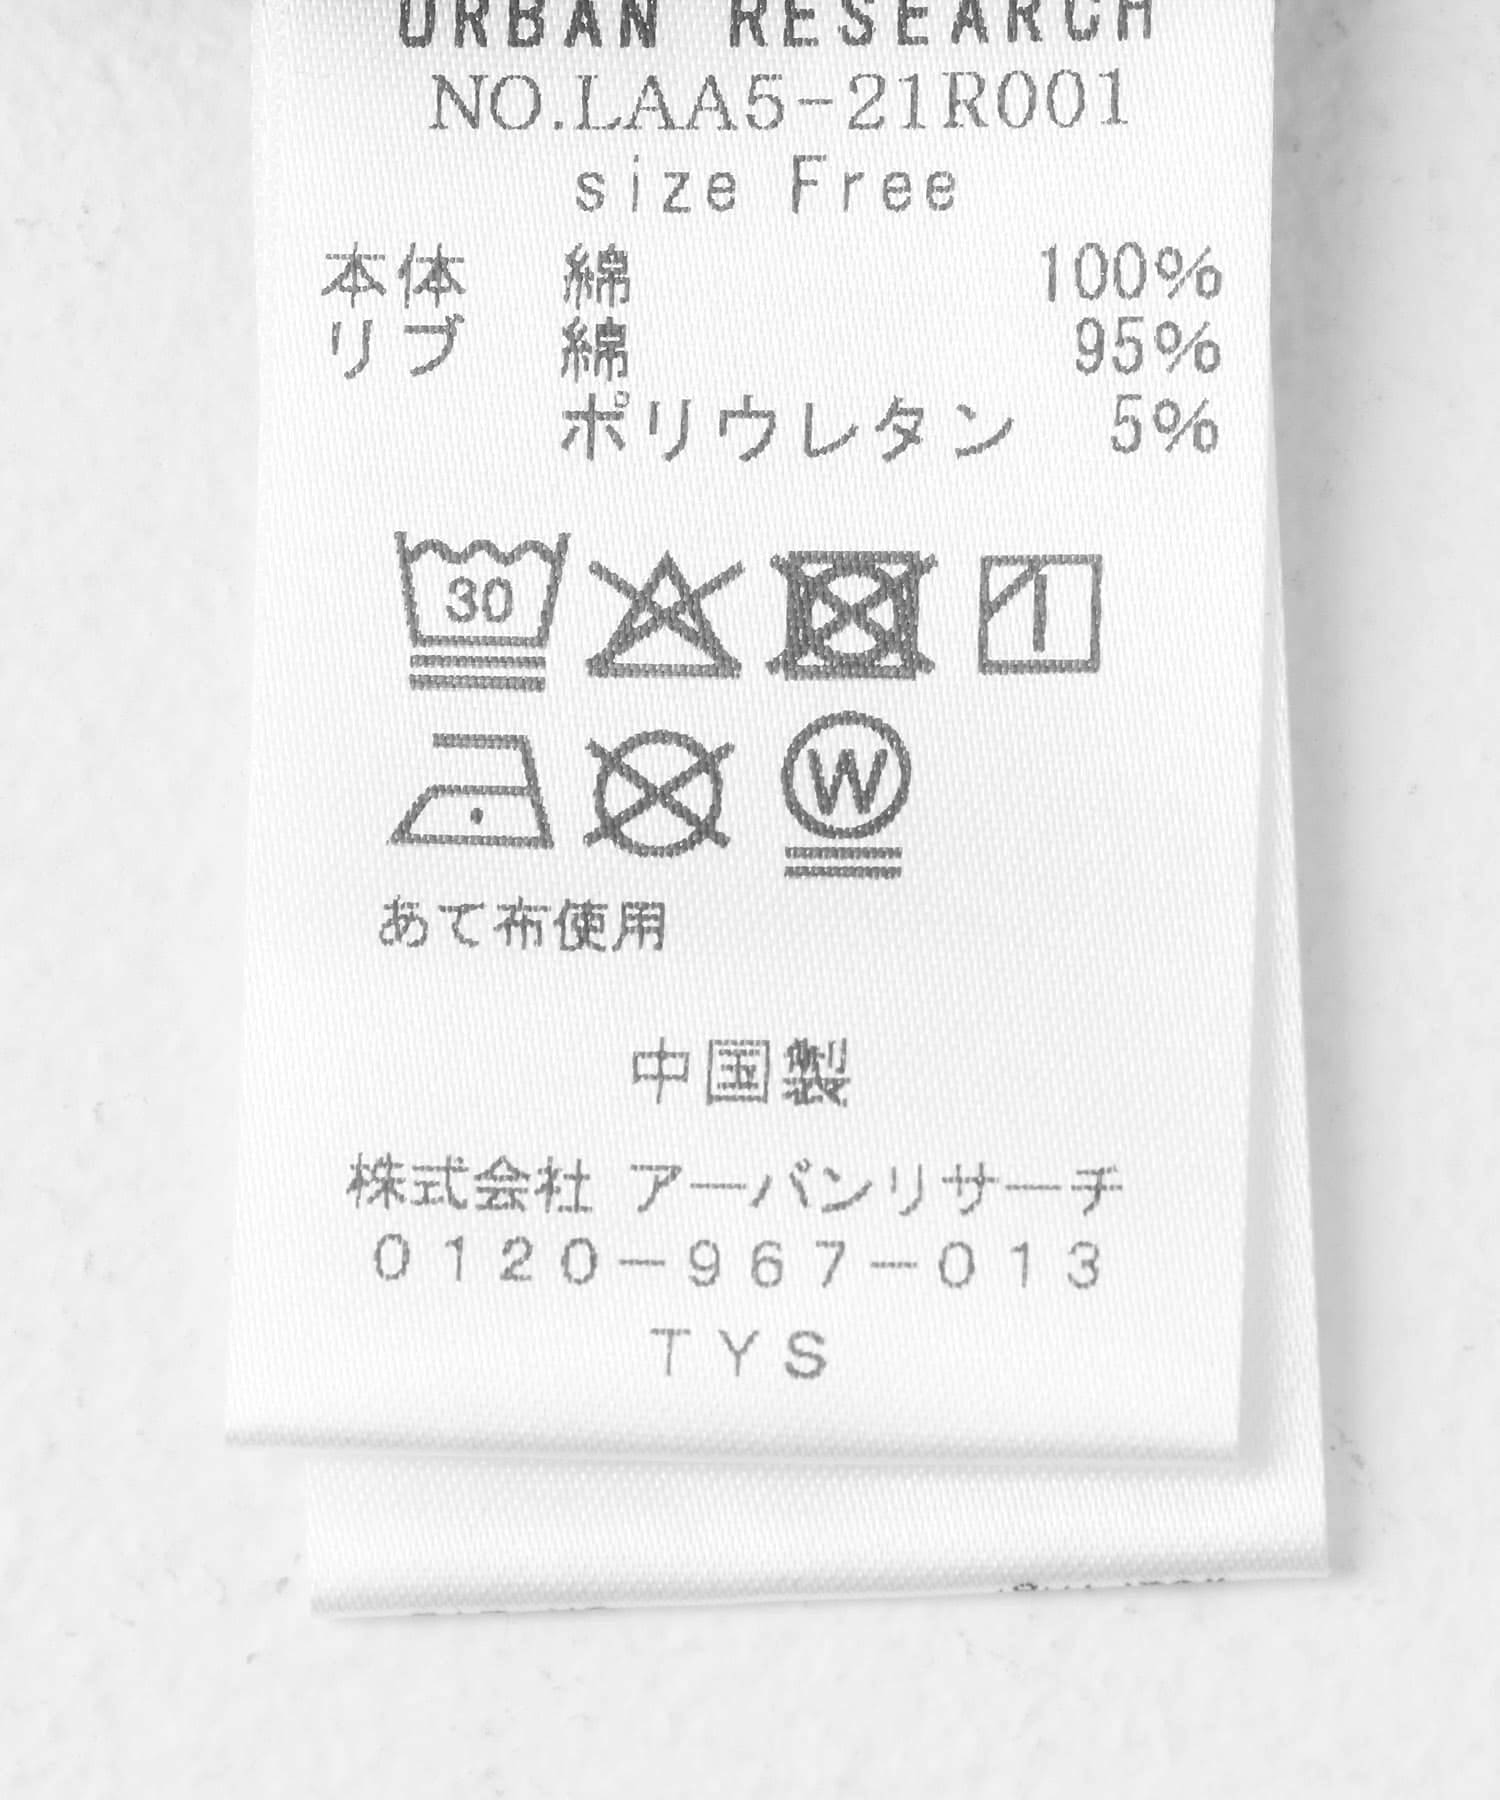 URBAN RESEARCH
NO.LAA5-21R001
size Free
本体 綿 100%
リブ 綿 95%
ポリウレタン 5%
30
W
あて布使用
中国製
株式会社 アーバンリサーチ
0120-967-013
TYS